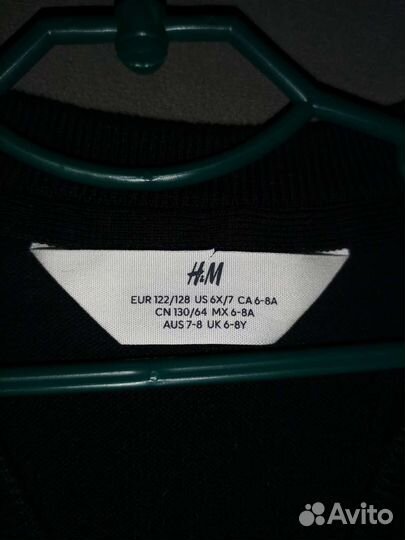 H&M
EUR 122/128 US 6X/7 CA 6-8A
CN 130/64 MX 6-8A
AUS 7-8 UK 6-8Y
Avito